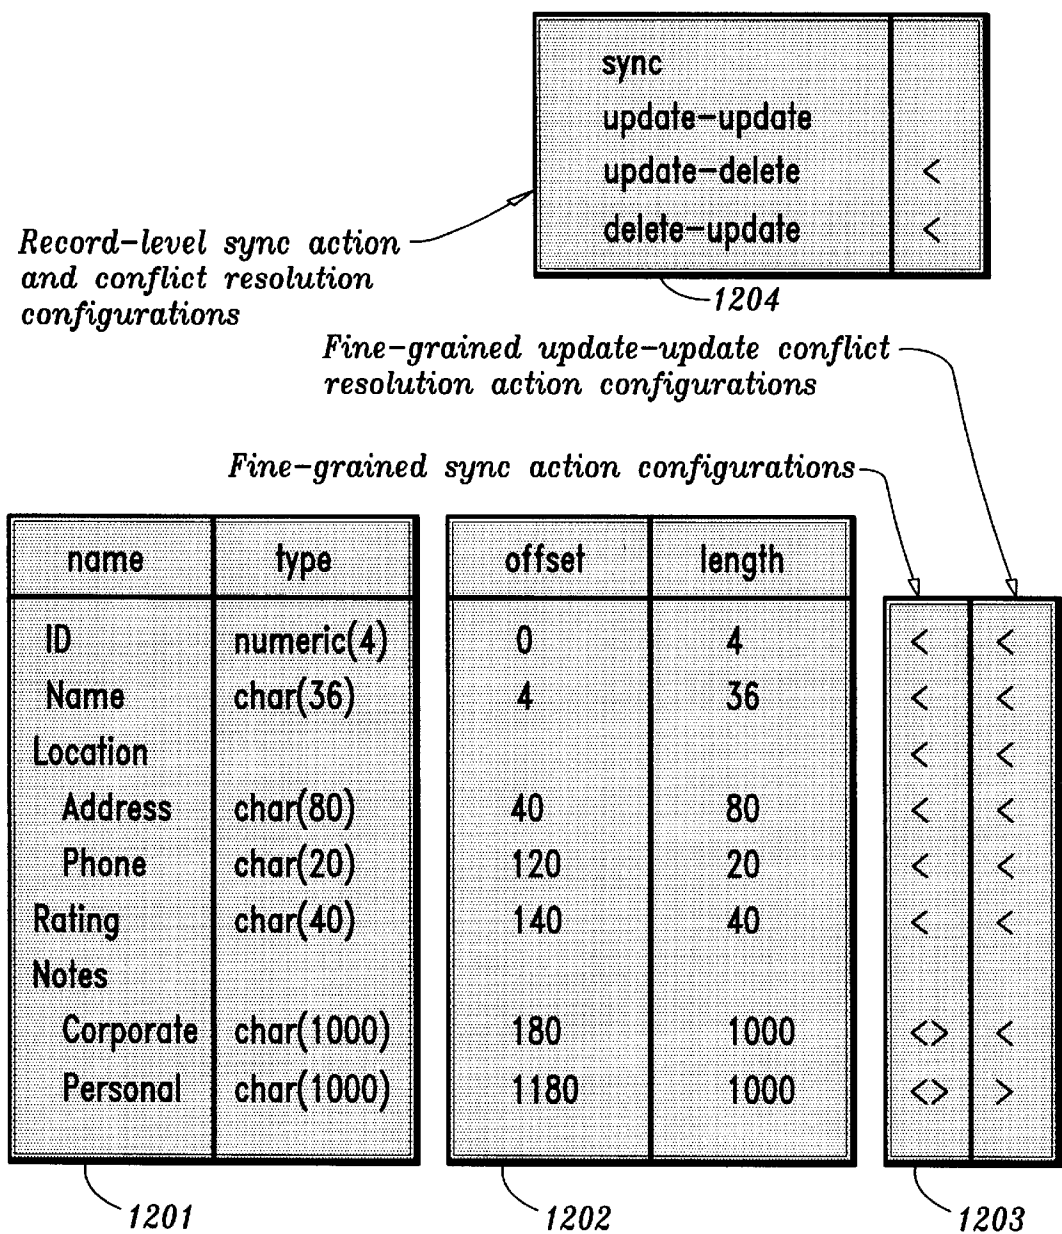 sync
update-update
update-delete <
delete-update <
Record-level sync action
and conflict resolution
configurations
1204
Fine-grained update-update conflict
resolution action configurations
Fine-grained sync action configurations
name type offset length
ID numeric(4) 0 4 < <
Name char(36) 4 36 < <
Location < <
Address char(80) 40 80 < <
Phone char(20) 120 20 < <
Rating char(40) 140 40 < <
Notes
Corporate char(1000) 180 1000 <> <
Personal char(1000) 1180 1000 <> >
1201 1202 1203